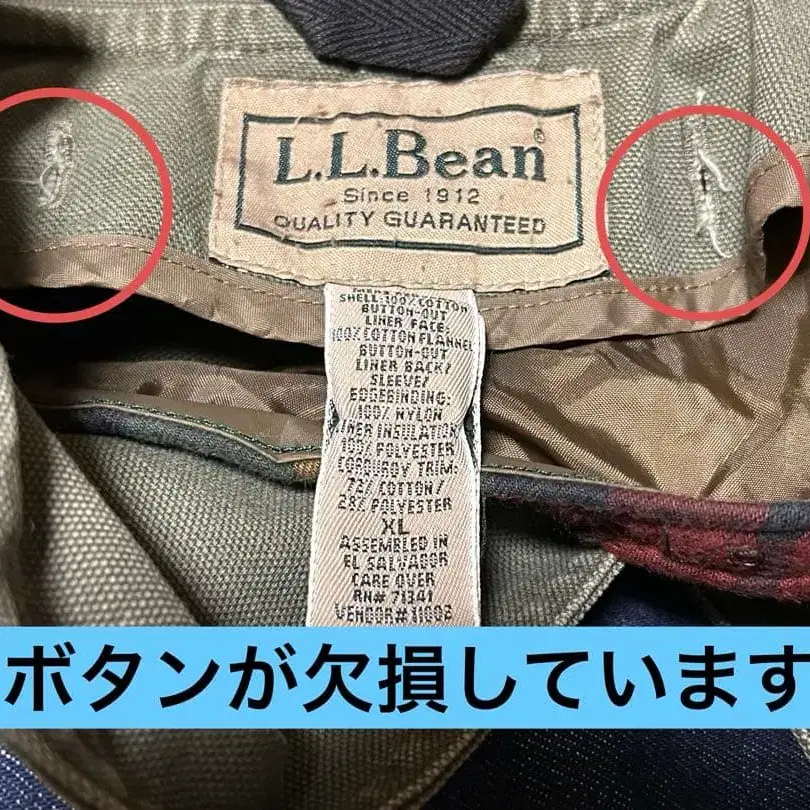 L.L.Bean®
Since 1912
QUALITY GUARANTEED
SHELL:100%COTTON
BUTTON-OUT
LINER FACE:
100%COTTON FLANNEL
BUTTON-OUT
LINER BACK/
SLEEVE/
EDGEBINDING:
100% NYLON
LINER INSULATION
100% POLYESTER
CORDUROY TRIM:
72% COTTON/
28% POLYESTER
XL
ASSEMBLED IN
EL SALVADOR
CARE OVER
RN# 71341
VENDOR#11002
ボタンが欠損しています